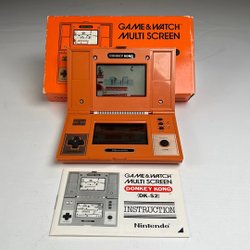 GAME & WATCH
MULTI SCREEN
DONKEY KONG
GAME & WATCH
MULTI SCREEN
DONKEY KONG
DK-52
INSTRUCTION
Nintendo